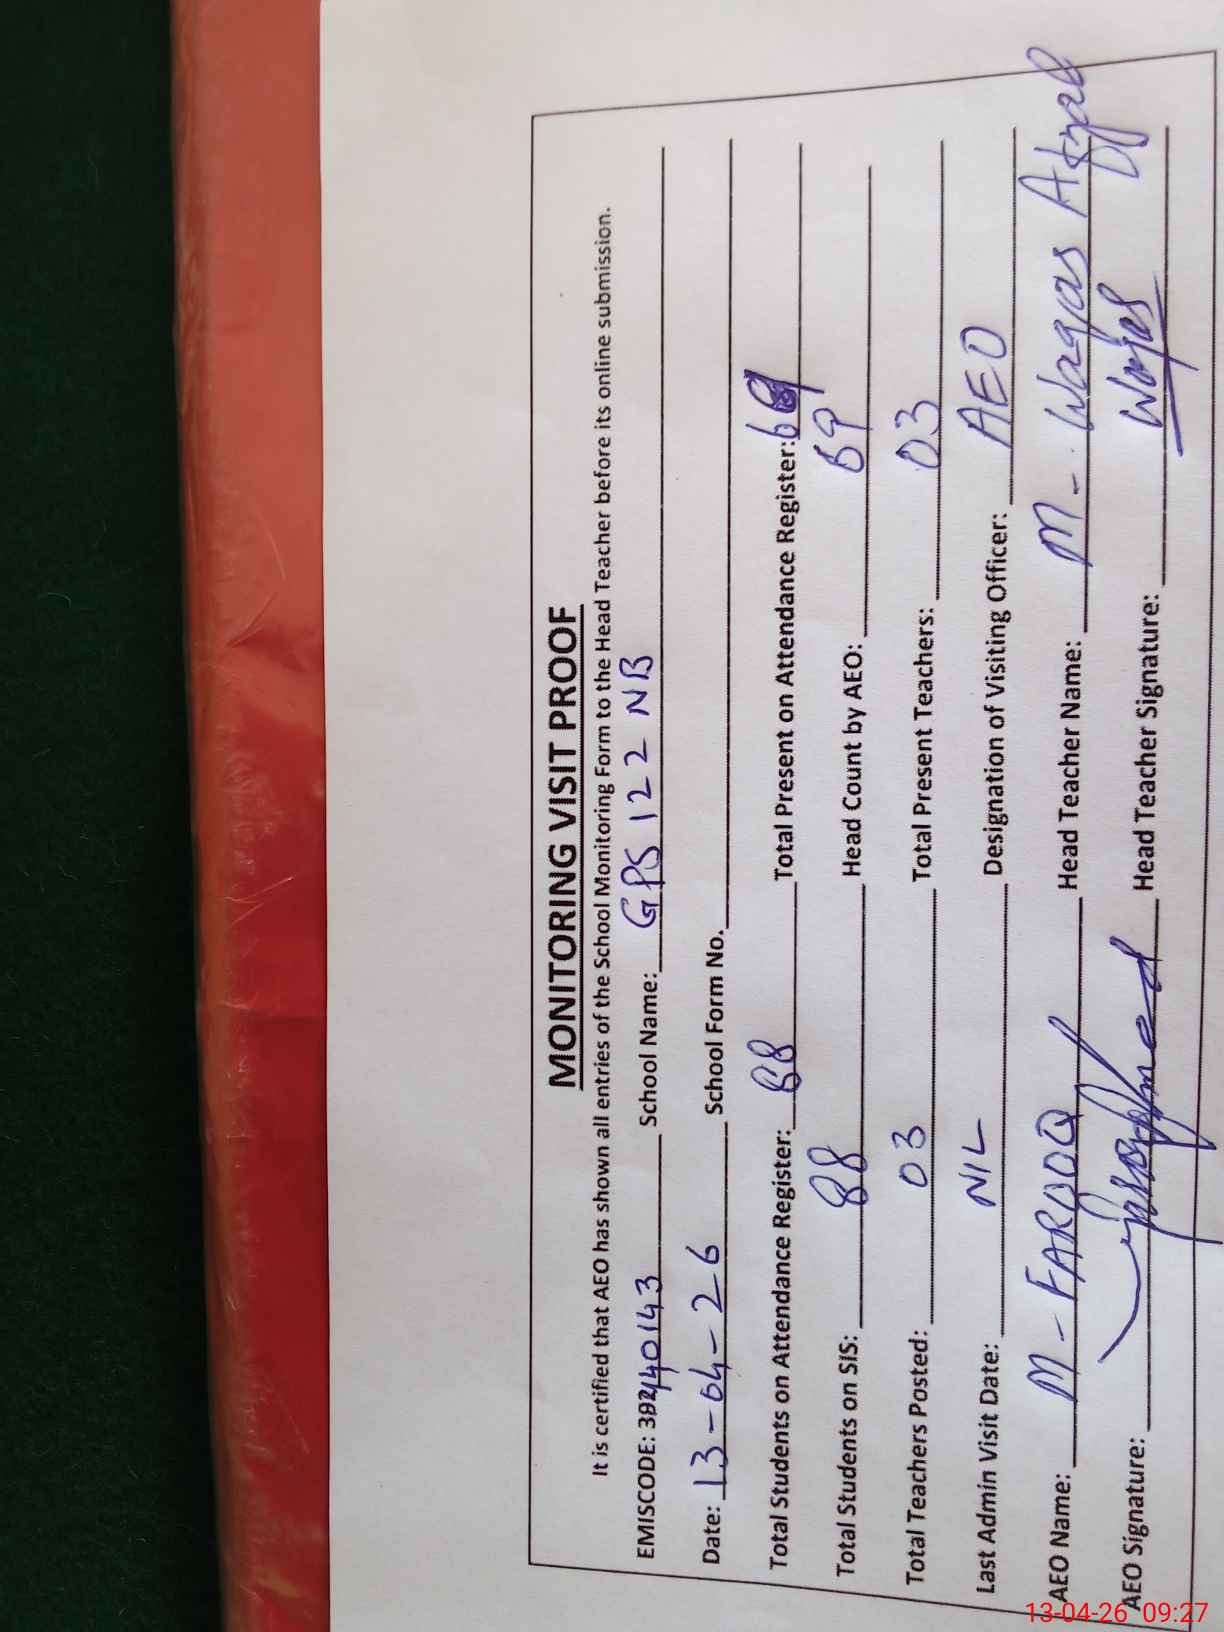 MONITORING VISIT PROOF
It is certified that AEO has shown all entries of the School Monitoring Form to the Head Teacher before its online submission.
EMISCODE: 38440143 School Name: GPS 122 NB
Date: 13-04-26 School Form No.
Total Students on Attendance Register: 88 Total Present on Attendance Register: 69
Total Students on SIS: 88 Head Count by AEO: 69
Total Teachers Posted: 03 Total Present Teachers: 03
Last Admin Visit Date: NIL Designation of Visiting Officer: AEO
AEO Name: M-FAROOQ Head Teacher Name: M-Waqas Afzal
AEO Signature: Head Teacher Signature: Waqas
13-04-26 09:27